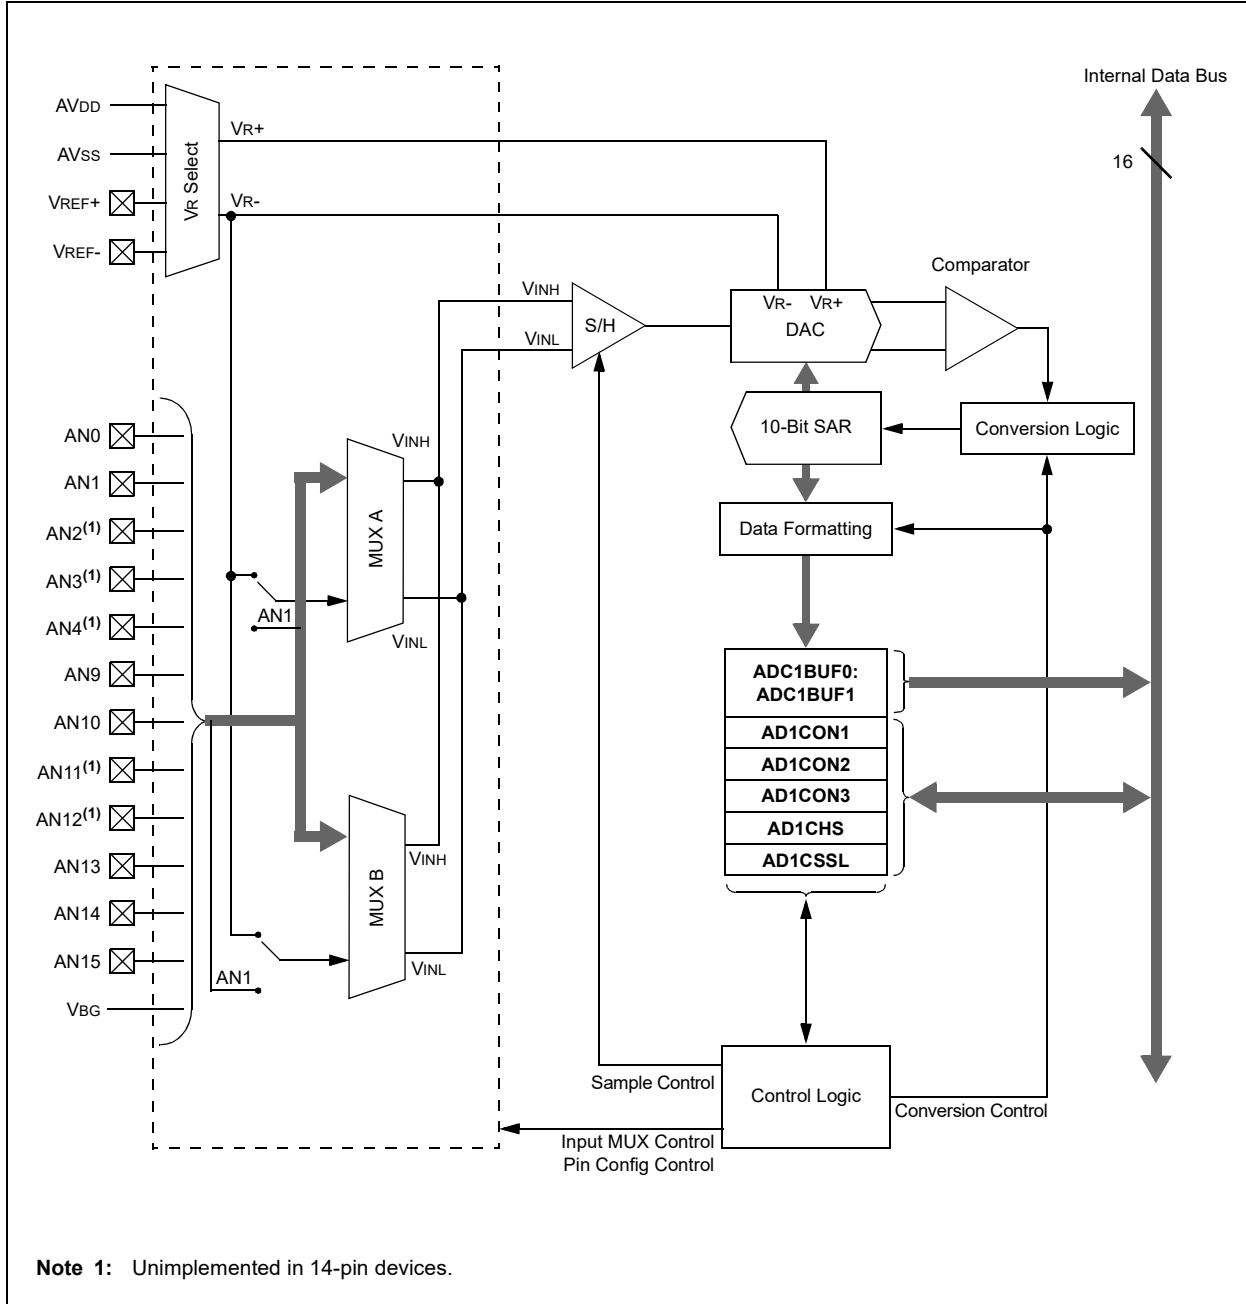 Internal Data Bus
AVDD
VR+
AVSS
16
VR Select
VREF+
VR-
VREF-
Comparator
VINH
VR- VR+
S/H
DAC
VINL
AN0
VINH
10-Bit SAR
Conversion Logic
AN1
AN2(1)
MUX A
Data Formatting
AN3(1)
AN1
AN4(1)
VINL
AN9
ADC1BUF0:
ADC1BUF1
AN10
AD1CON1
AN11(1)
AD1CON2
AD1CON3
AN12(1)
AD1CHS
AN13
VINH
AD1CSSL
MUX B
AN14
AN15
VINL
AN1
VBG
Sample Control
Control Logic
Conversion Control
Input MUX Control
Pin Config Control
Note 1: Unimplemented in 14-pin devices.